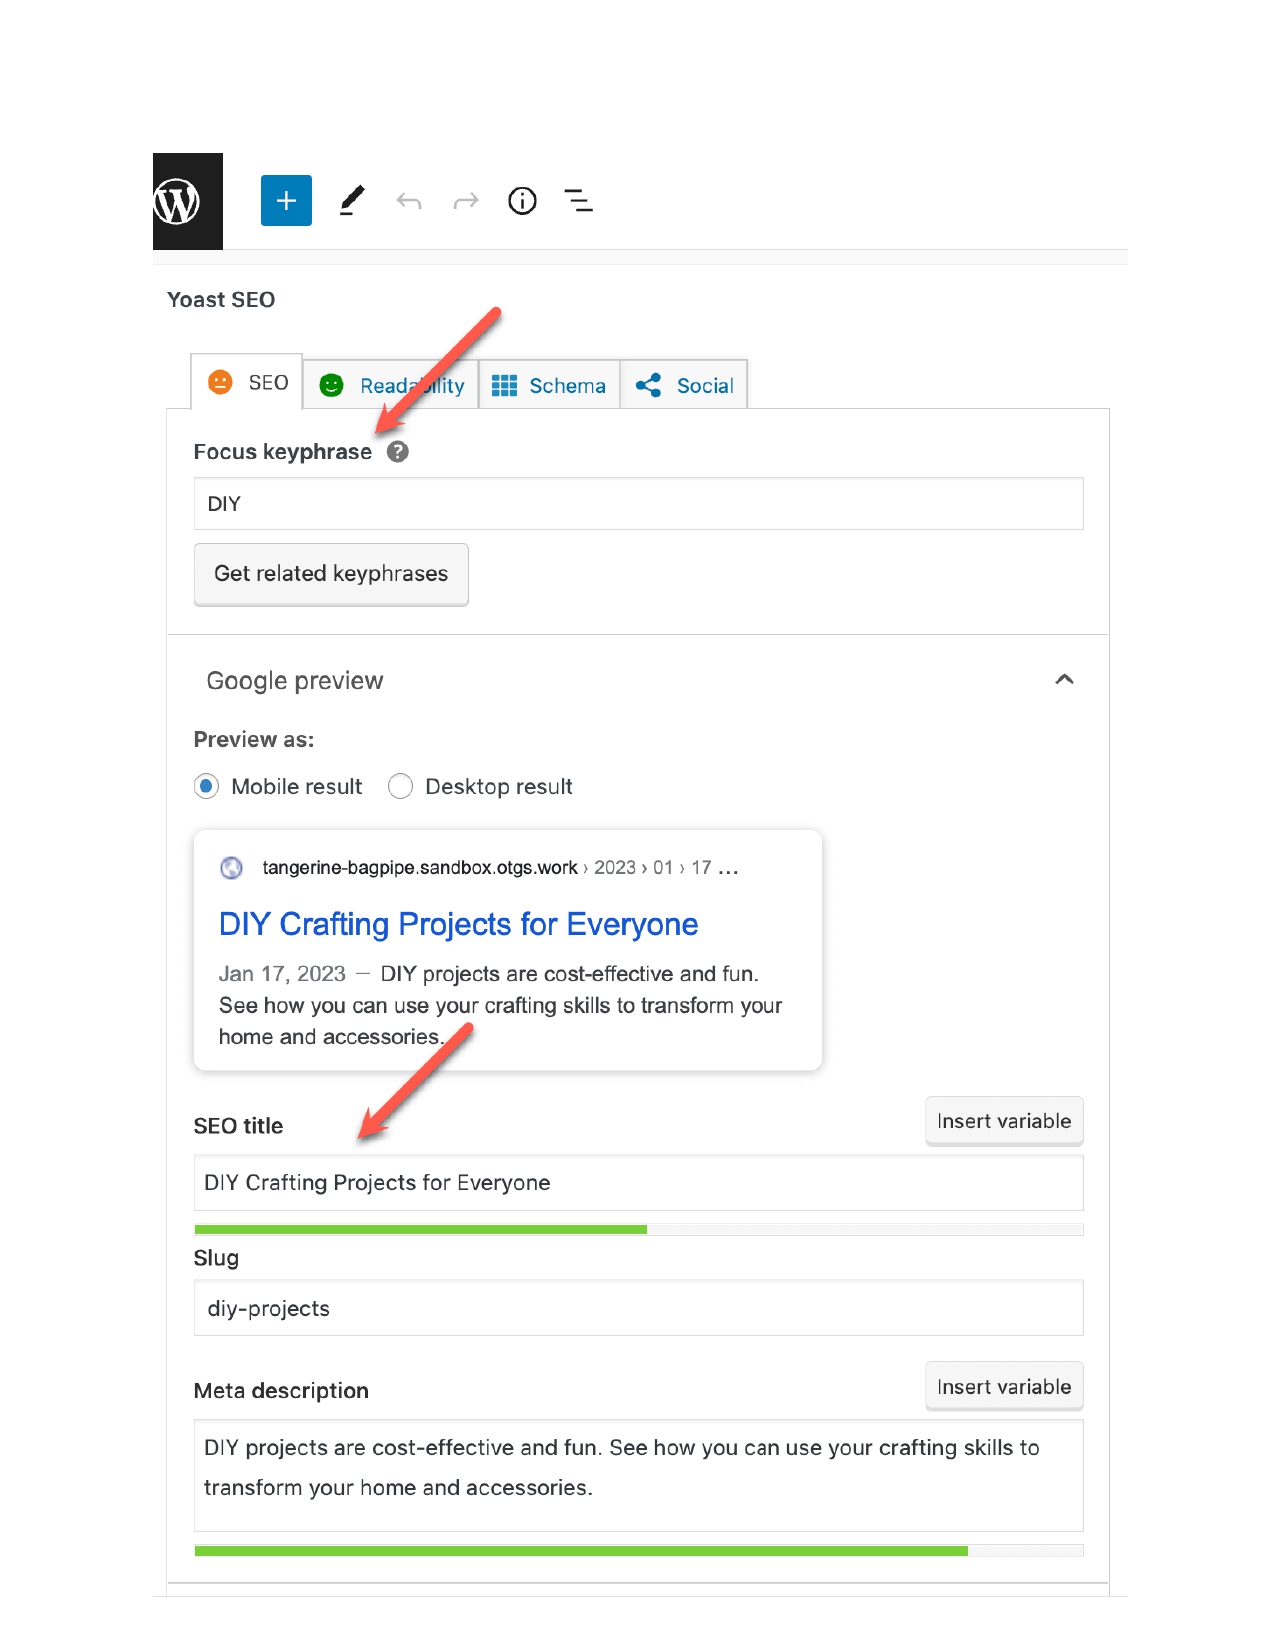 Yoast SEO
SEO
Readability
Schema
Social
Focus keyphrase
DIY
Get related keyphrases
Google preview
Preview as:
Mobile result
Desktop result
tangerine-bagpipe.sandbox.otgs.work › 2023 › 01 › 17 ...
DIY Crafting Projects for Everyone
Jan 17, 2023 — DIY projects are cost-effective and fun.
See how you can use your crafting skills to transform your
home and accessories.
SEO title
Insert variable
DIY Crafting Projects for Everyone
Slug
diy-projects
Meta description
Insert variable
DIY projects are cost-effective and fun. See how you can use your crafting skills to
transform your home and accessories.